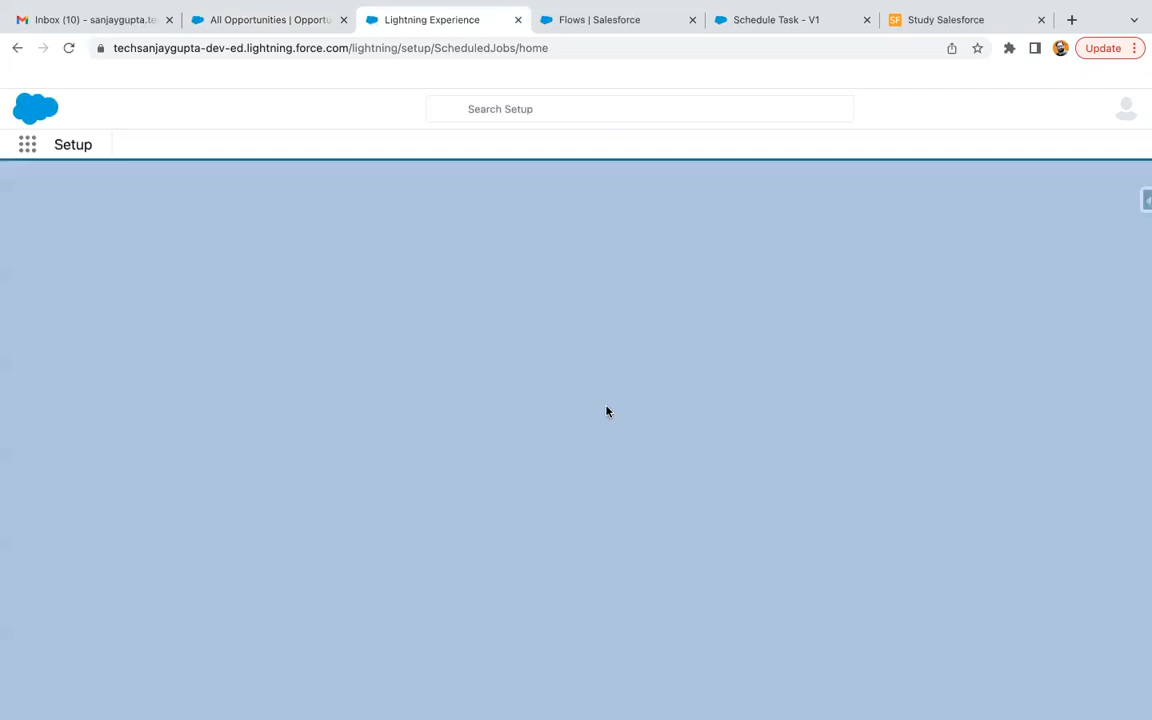 Inbox (10) - sanjaygupta.te
All Opportunities | Opportu
Lightning Experience
Flows | Salesforce
Schedule Task - V1
SF Study Salesforce
techsanjaygupta-dev-ed.lightning.force.com/lightning/setup/ScheduledJobs/home
Update
Search Setup
Setup